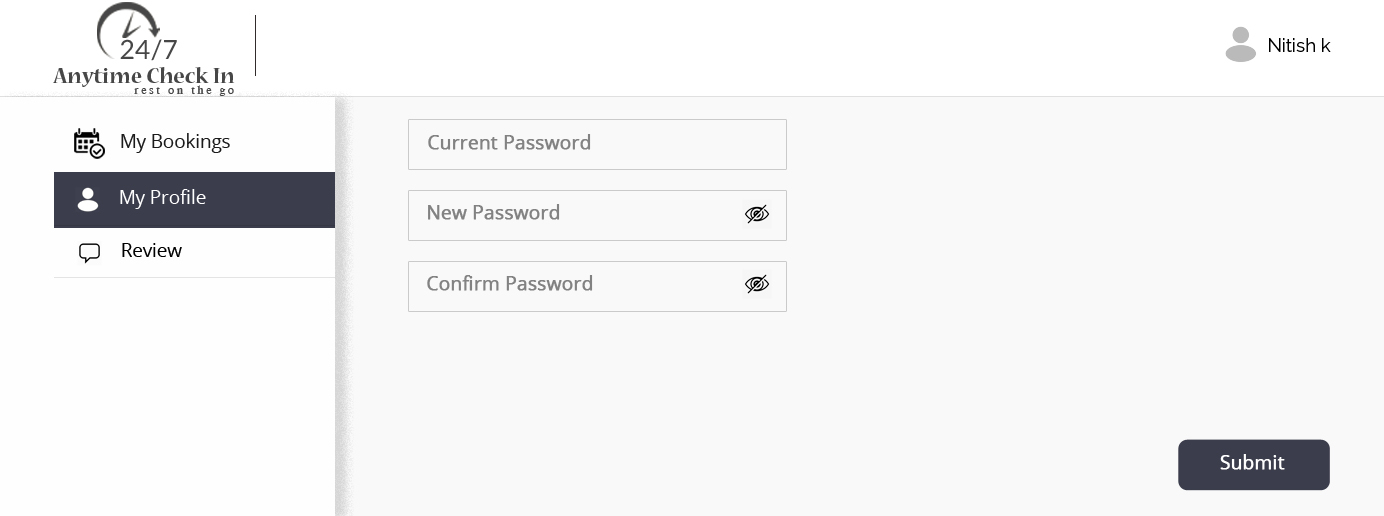 24/7
Anytime Check In
rest on the go
Nitish k
My Bookings
My Profile
Review
Current Password
New Password
Confirm Password
Submit